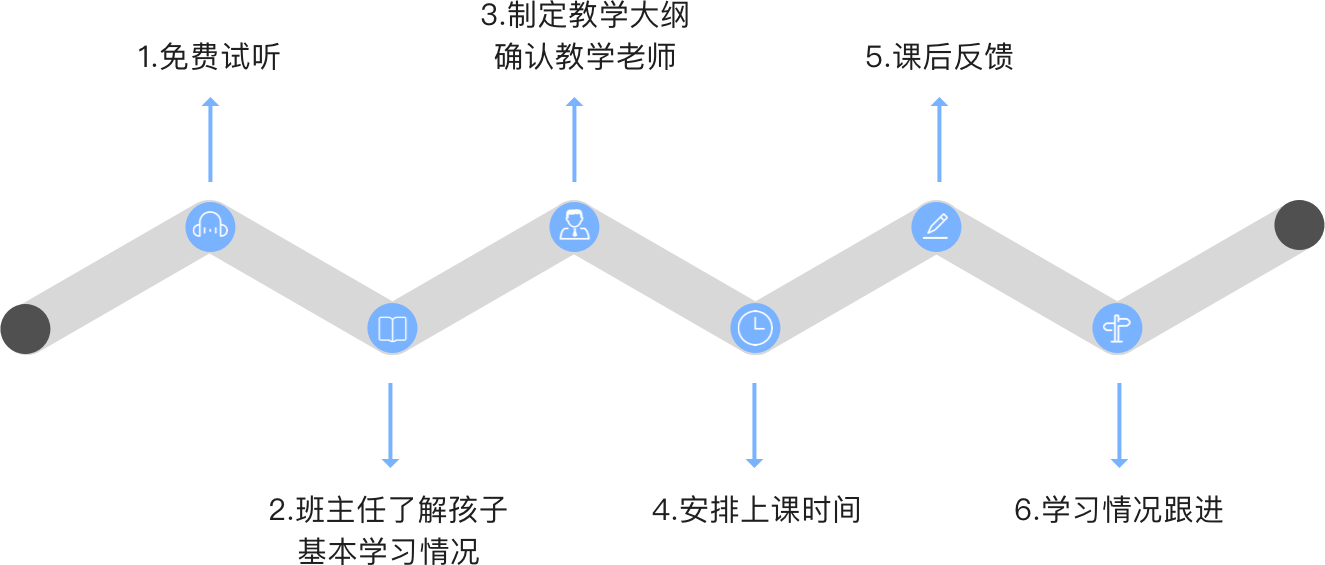 1.免费试听
2.班主任了解孩子
基本学习情况
3.制定教学大纲
确认教学老师
4.安排上课时间
5.课后反馈
6.学习情况跟进